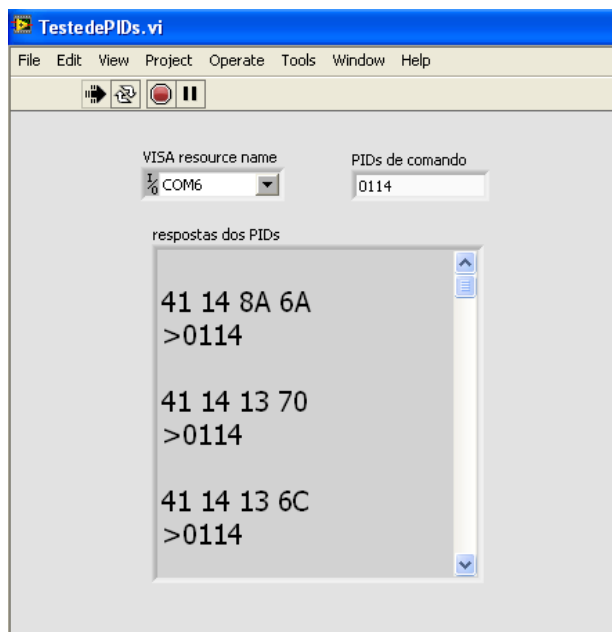 TestedePIDs.vi
File Edit View Project Operate Tools Window Help
VISA resource name
PIDs de comando
I/O COM6
0114
respostas dos PIDs
41 14 8A 6A
>0114
41 14 13 70
>0114
41 14 13 6C
>0114